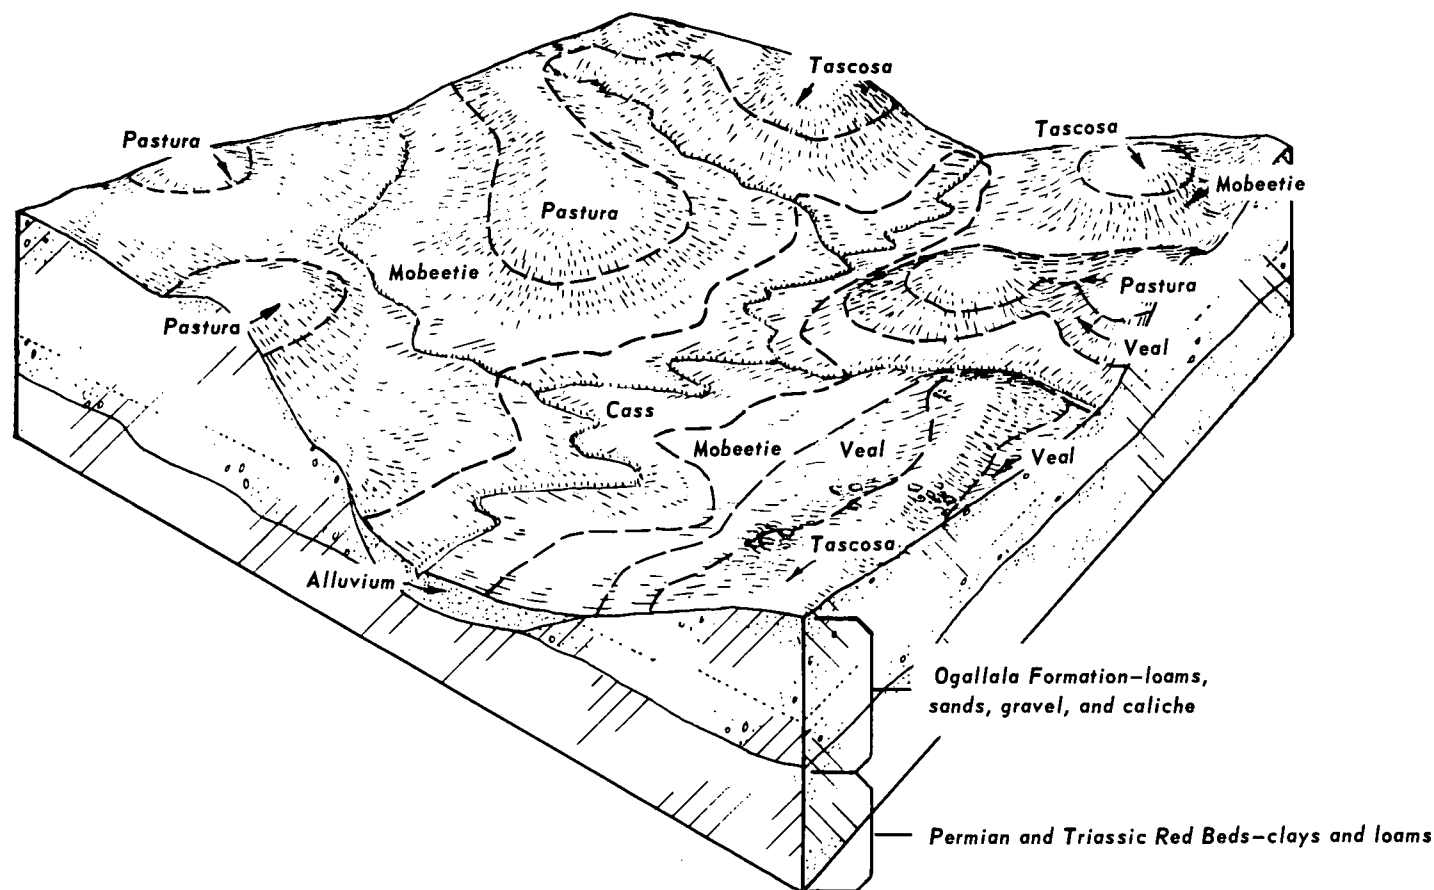 Tascosa
Tascosa
Pastura
Mobeetie
Pastura
Mobeetie
Pastura
Pastura
Veal
Cass
Mobeetie
Veal
Veal
Tascosa
Alluvium
Ogallala Formation—loams,
sands, gravel, and caliche
Permian and Triassic Red Beds—clays and loams